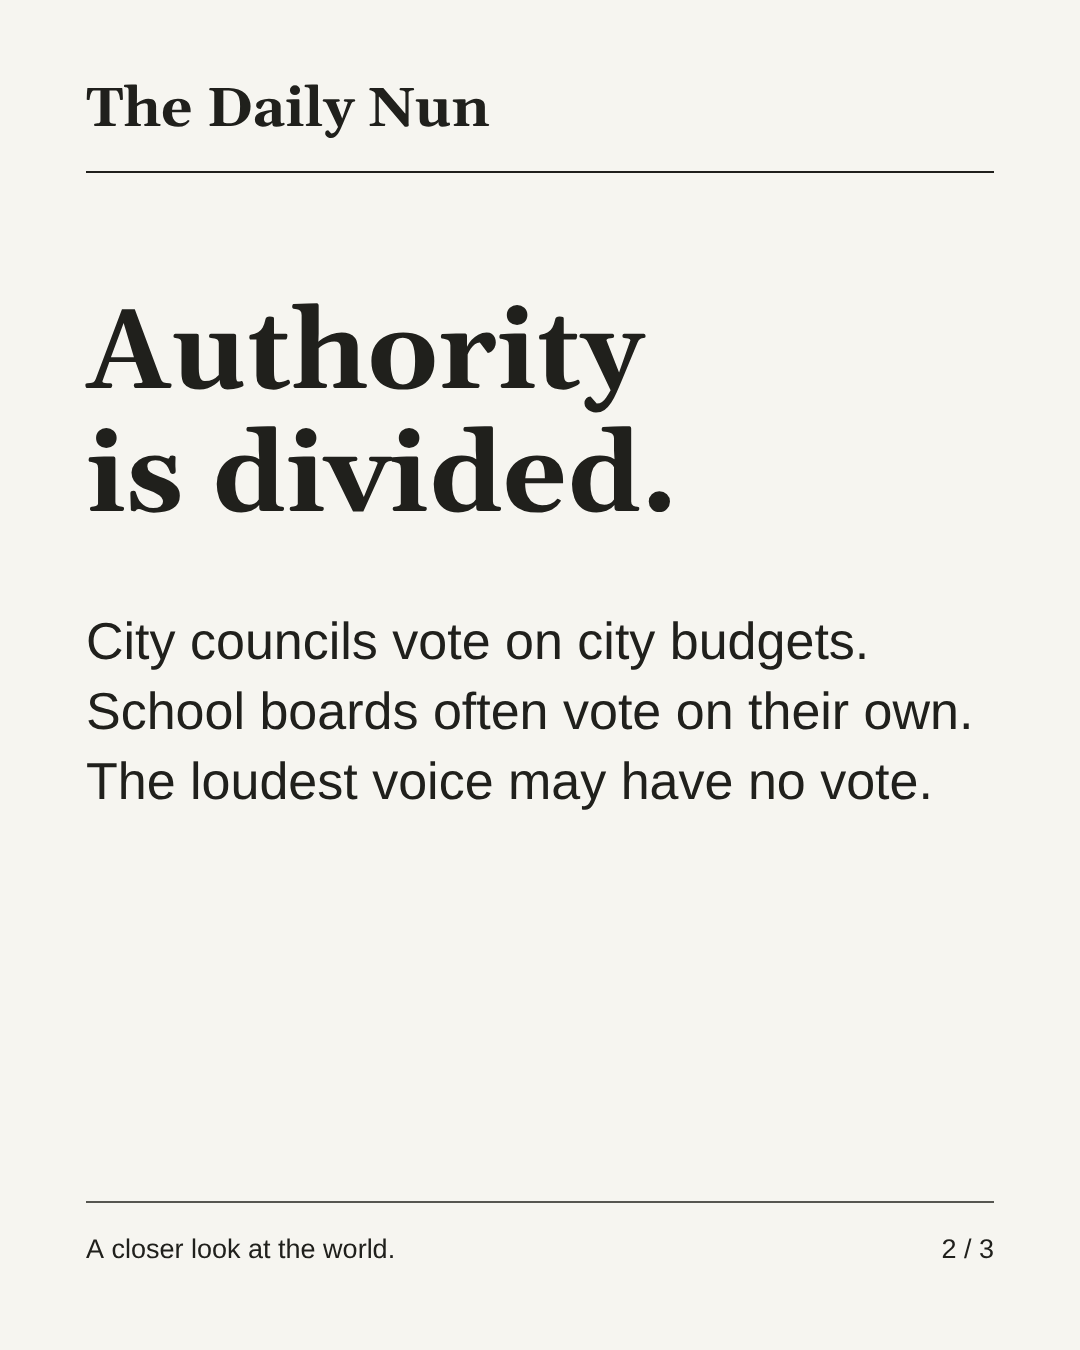 The Daily Nun
Authority
is divided.
City councils vote on city budgets.
School boards often vote on their own.
The loudest voice may have no vote.
A closer look at the world.
2 / 3